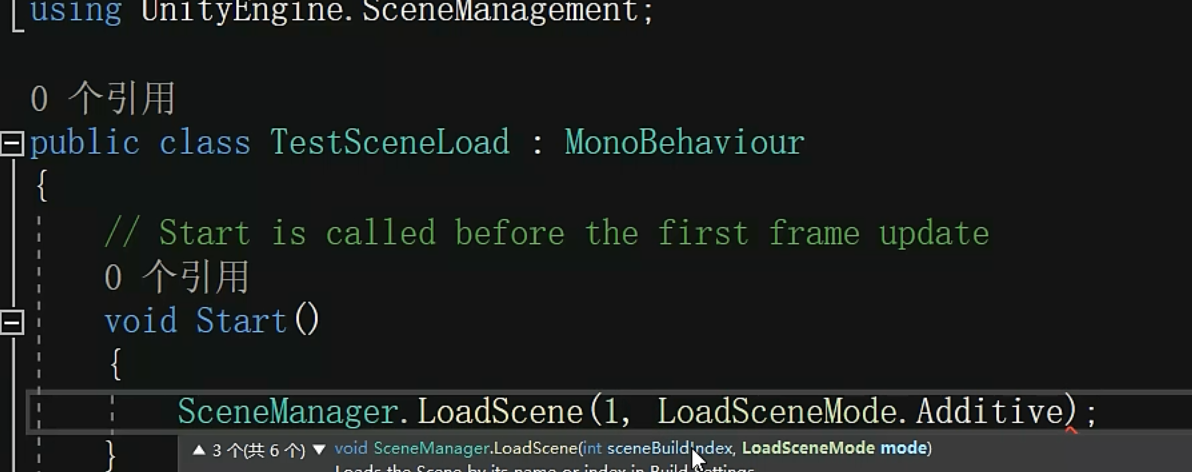 using UnityEngine.SceneManagement;
0 个引用
public class TestSceneLoad : MonoBehaviour
{
// Start is called before the first frame update
0 个引用
void Start()
{
SceneManager.LoadScene(1, LoadSceneMode.Additive);
}
▲ 3 个(共 6 个) ▼ void SceneManager.LoadScene(int sceneBuildIndex, LoadSceneMode mode)
Loads the Scene by its name or index in Build Settings.